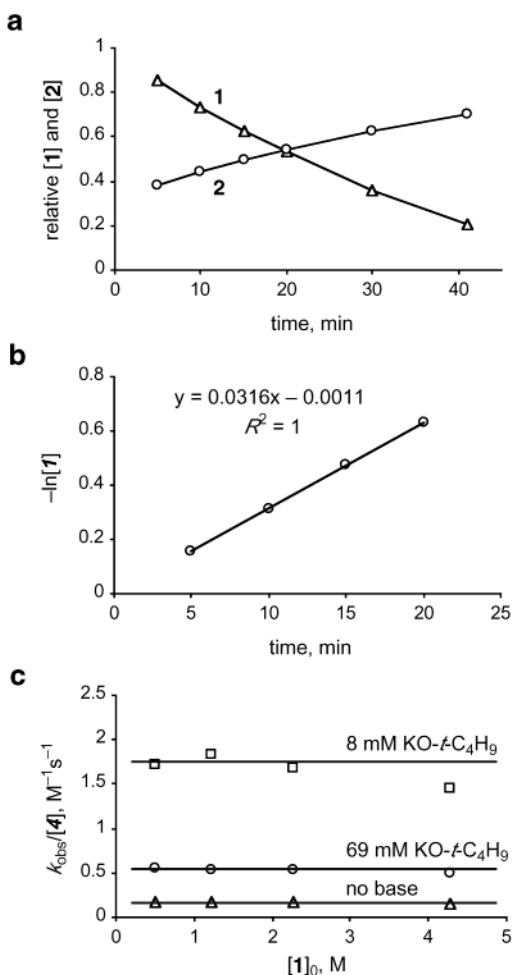 a
relative [1] and [2]
1
0.8
0.6
0.4
0.2
0
1
2
0
10
20
30
40
time, min
b
–ln[1]
0.8
0.6
0.4
0.2
0
y = 0.0316x – 0.0011
R² = 1
0
5
10
15
20
25
time, min
c
k_obs/[4], M⁻¹s⁻¹
2.5
2
1.5
1
0.5
0
8 mM KO-t-C₄H₉
69 mM KO-t-C₄H₉
no base
0
1
2
3
4
5
[1]₀, M